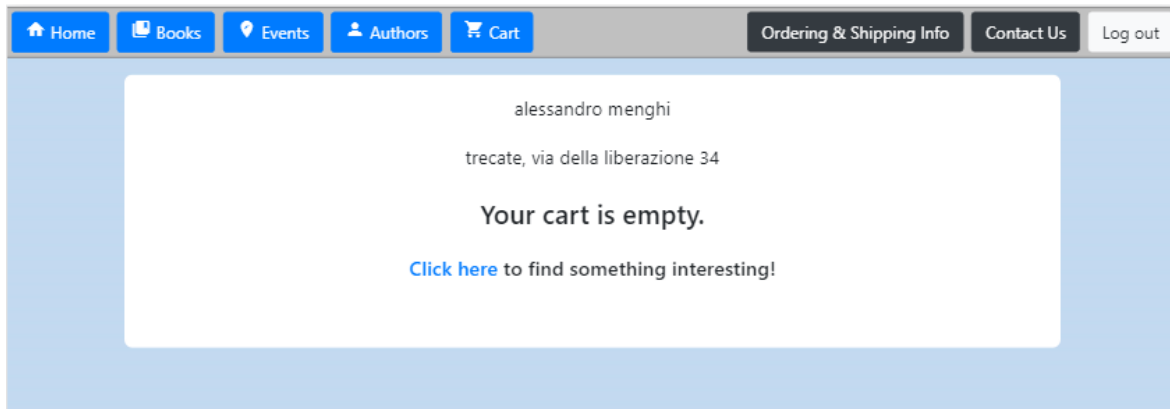 Home Books Events Authors Cart Ordering & Shipping Info Contact Us Log out
alessandro menghi
trecate, via della liberazione 34
Your cart is empty.
Click here to find something interesting!